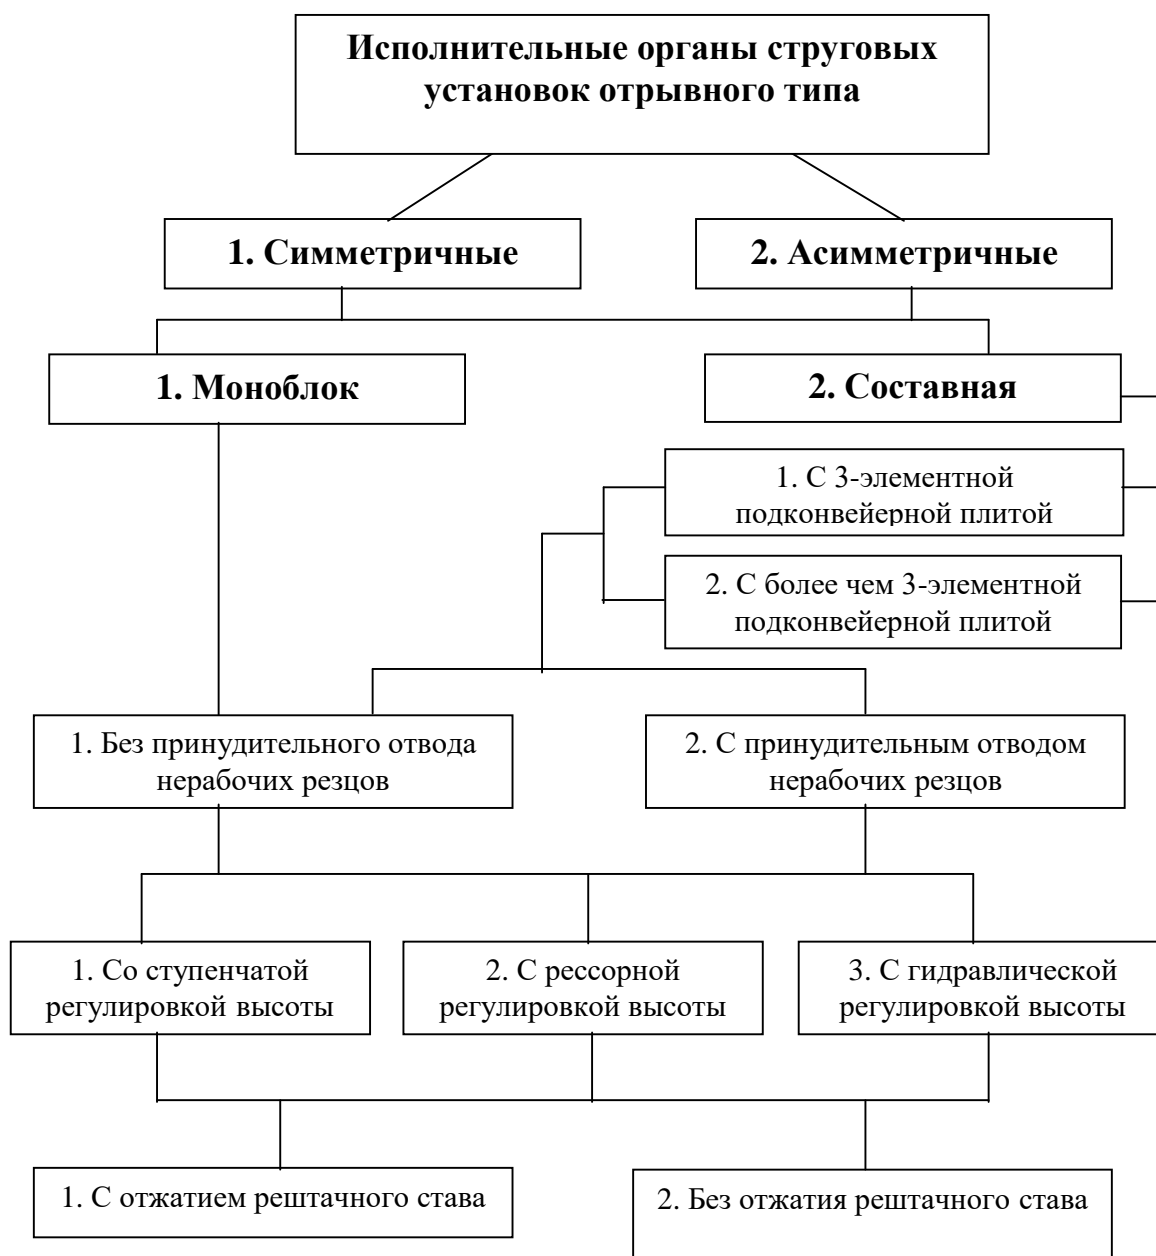 Исполнительные органы струговых
установок отрывного типа
1. Симметричные
2. Асимметричные
1. Моноблок
2. Составная
1. С 3-элементной
подконвейерной плитой
2. С более чем 3-элементной
подконвейерной плитой
1. Без принудительного отвода
нерабочих резцов
2. С принудительным отводом
нерабочих резцов
1. Со ступенчатой
регулировкой высоты
2. С рессорной
регулировкой высоты
3. С гидравлической
регулировкой высоты
1. С отжатием рештачного става
2. Без отжатия рештачного става